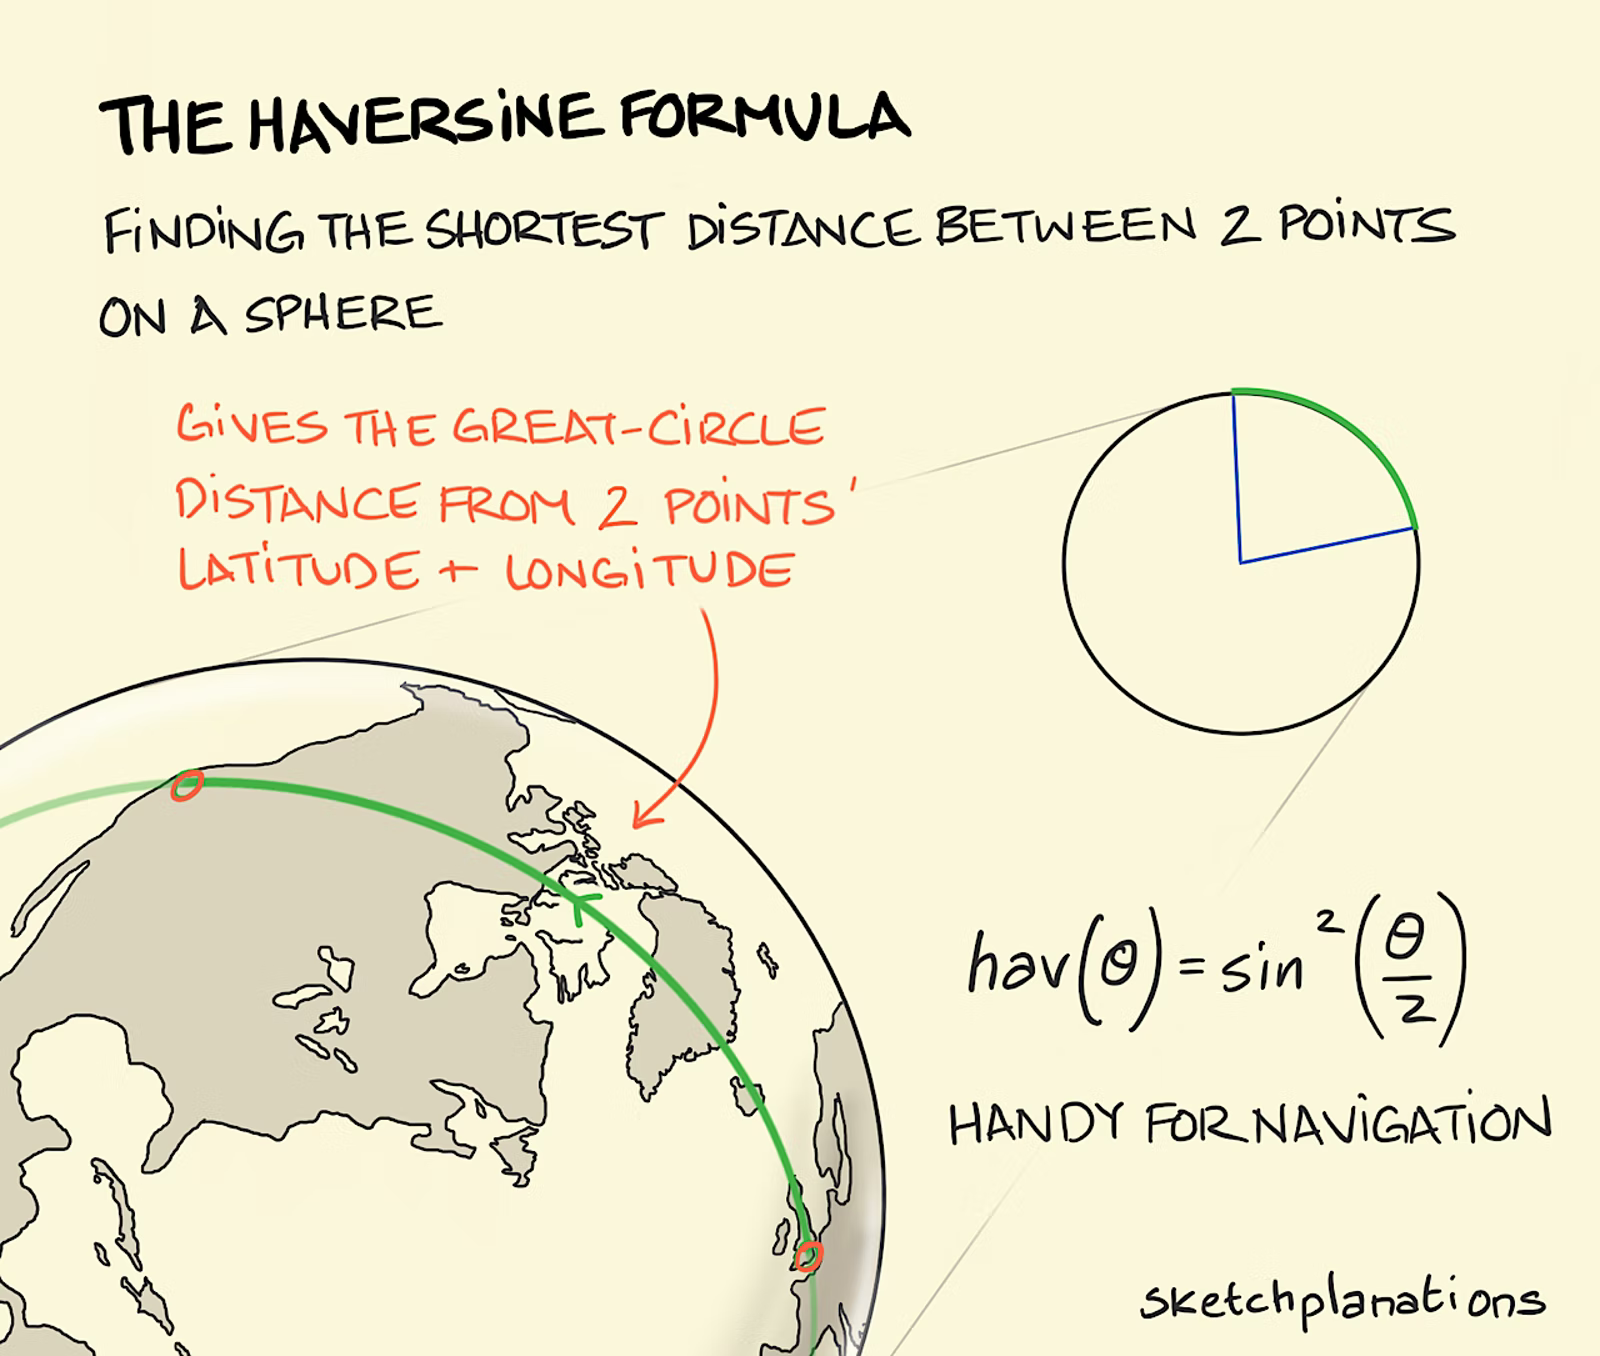 THE HAVERSINE FORMULA
FINDING THE SHORTEST DISTANCE BETWEEN 2 POINTS
ON A SPHERE
GIVES THE GREAT-CIRCLE
DISTANCE FROM 2 POINTS'
LATITUDE + LONGITUDE
hav(θ) = sin²(θ/2)
HANDY FOR NAVIGATION
sketchplanations